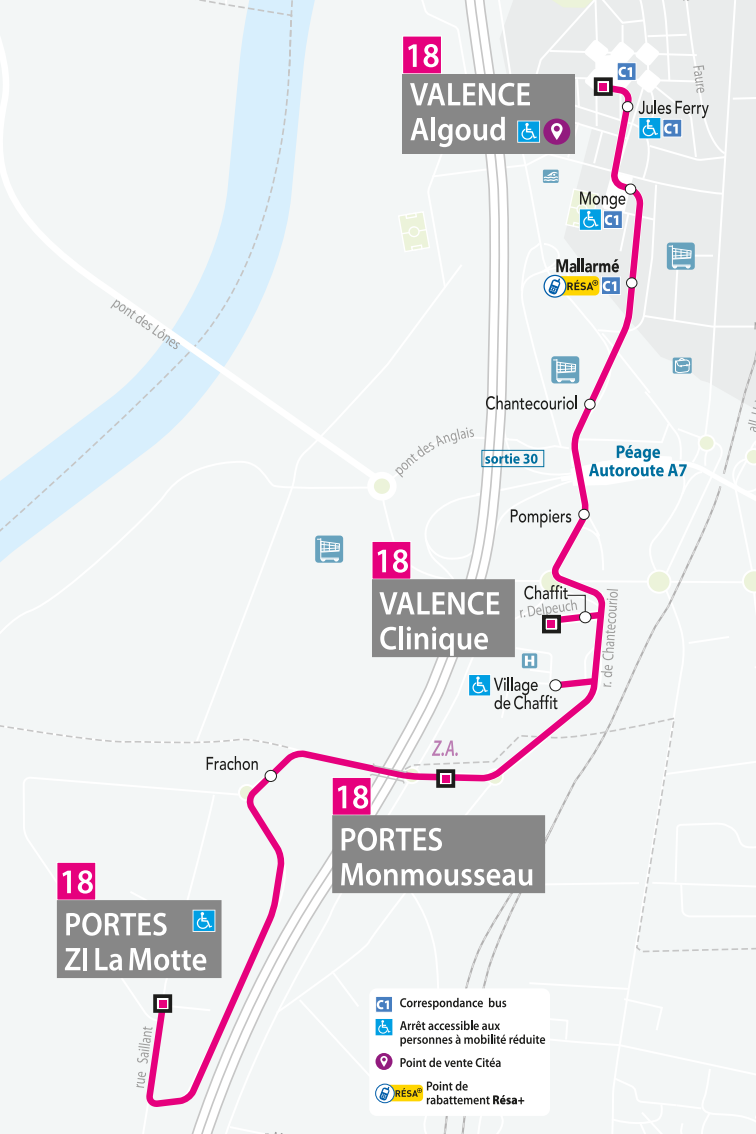 18
VALENCE
Algoud
C1
Faure
Jules Ferry
C1
Monge
C1
Mallarmé
RÉSA® C1
pont des Lônes
Chantecouriol
pont des Anglais
sortie 30
Péage
Autoroute A7
Pompiers
18
VALENCE
Clinique
Chaffit
r. Delpeuch
r. de Chantecouriol
H
Village
de Chaffit
Z.A.
Frachon
18
PORTES
Monmousseau
18
PORTES
ZI La Motte
rue Saillant
C1 Correspondance bus
Arrêt accessible aux
personnes à mobilité réduite
Point de vente Citéa
RÉSA® Point de
rabattement Résa+